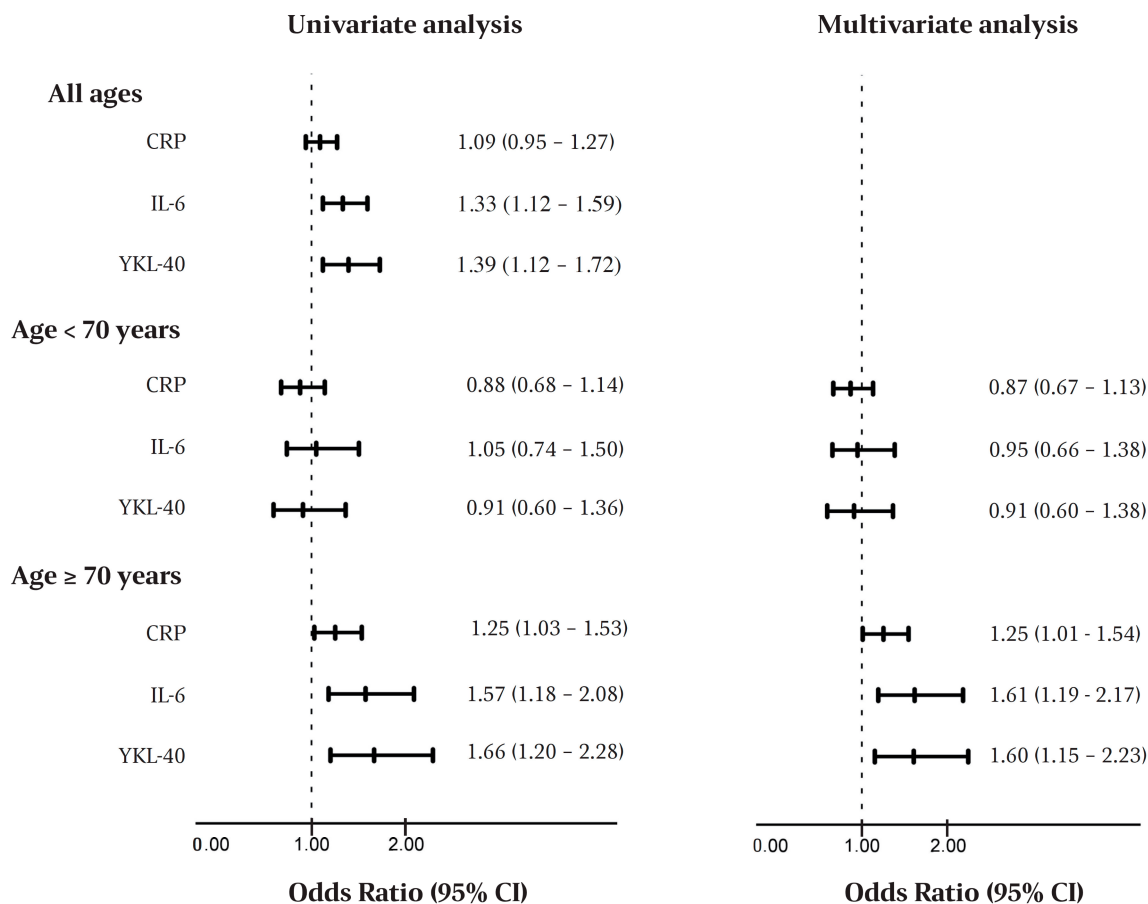 Univariate analysis Multivariate analysis
All ages
CRP 1.09 (0.95 – 1.27)
IL-6 1.33 (1.12 – 1.59)
YKL-40 1.39 (1.12 – 1.72)
Age < 70 years
CRP 0.88 (0.68 – 1.14) 0.87 (0.67 – 1.13)
IL-6 1.05 (0.74 – 1.50) 0.95 (0.66 – 1.38)
YKL-40 0.91 (0.60 – 1.36) 0.91 (0.60 – 1.38)
Age ≥ 70 years
CRP 1.25 (1.03 – 1.53) 1.25 (1.01 - 1.54)
IL-6 1.57 (1.18 – 2.08) 1.61 (1.19 - 2.17)
YKL-40 1.66 (1.20 – 2.28) 1.60 (1.15 – 2.23)
0.00 1.00 2.00 0.00 1.00 2.00
Odds Ratio (95% CI) Odds Ratio (95% CI)